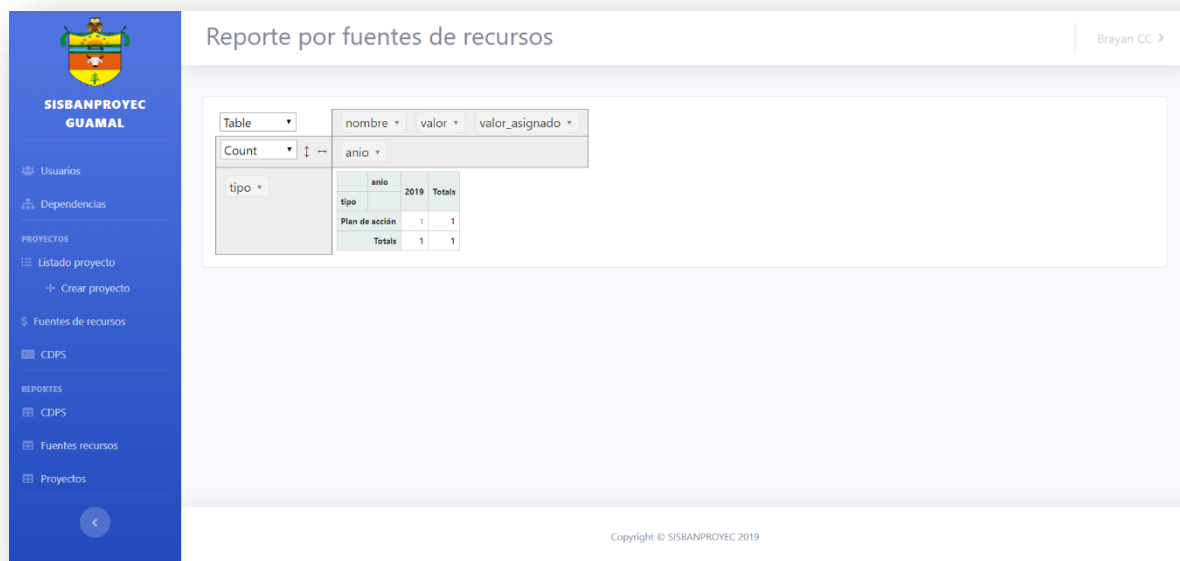 SISBANPROYEC
GUAMAL
Usuarios
Dependencias
PROYECTOS
Listado proyecto
Crear proyecto
$ Fuentes de recursos
CDPS
REPORTES
CDPS
Fuentes recursos
Proyectos
Reporte por fuentes de recursos
Brayan CC
Table
nombre valor valor_asignado
Count anio
tipo
anio 2019 Totals
tipo
Plan de acción 1 1
Totals 1 1
Copyright © SISBANPROYEC 2019